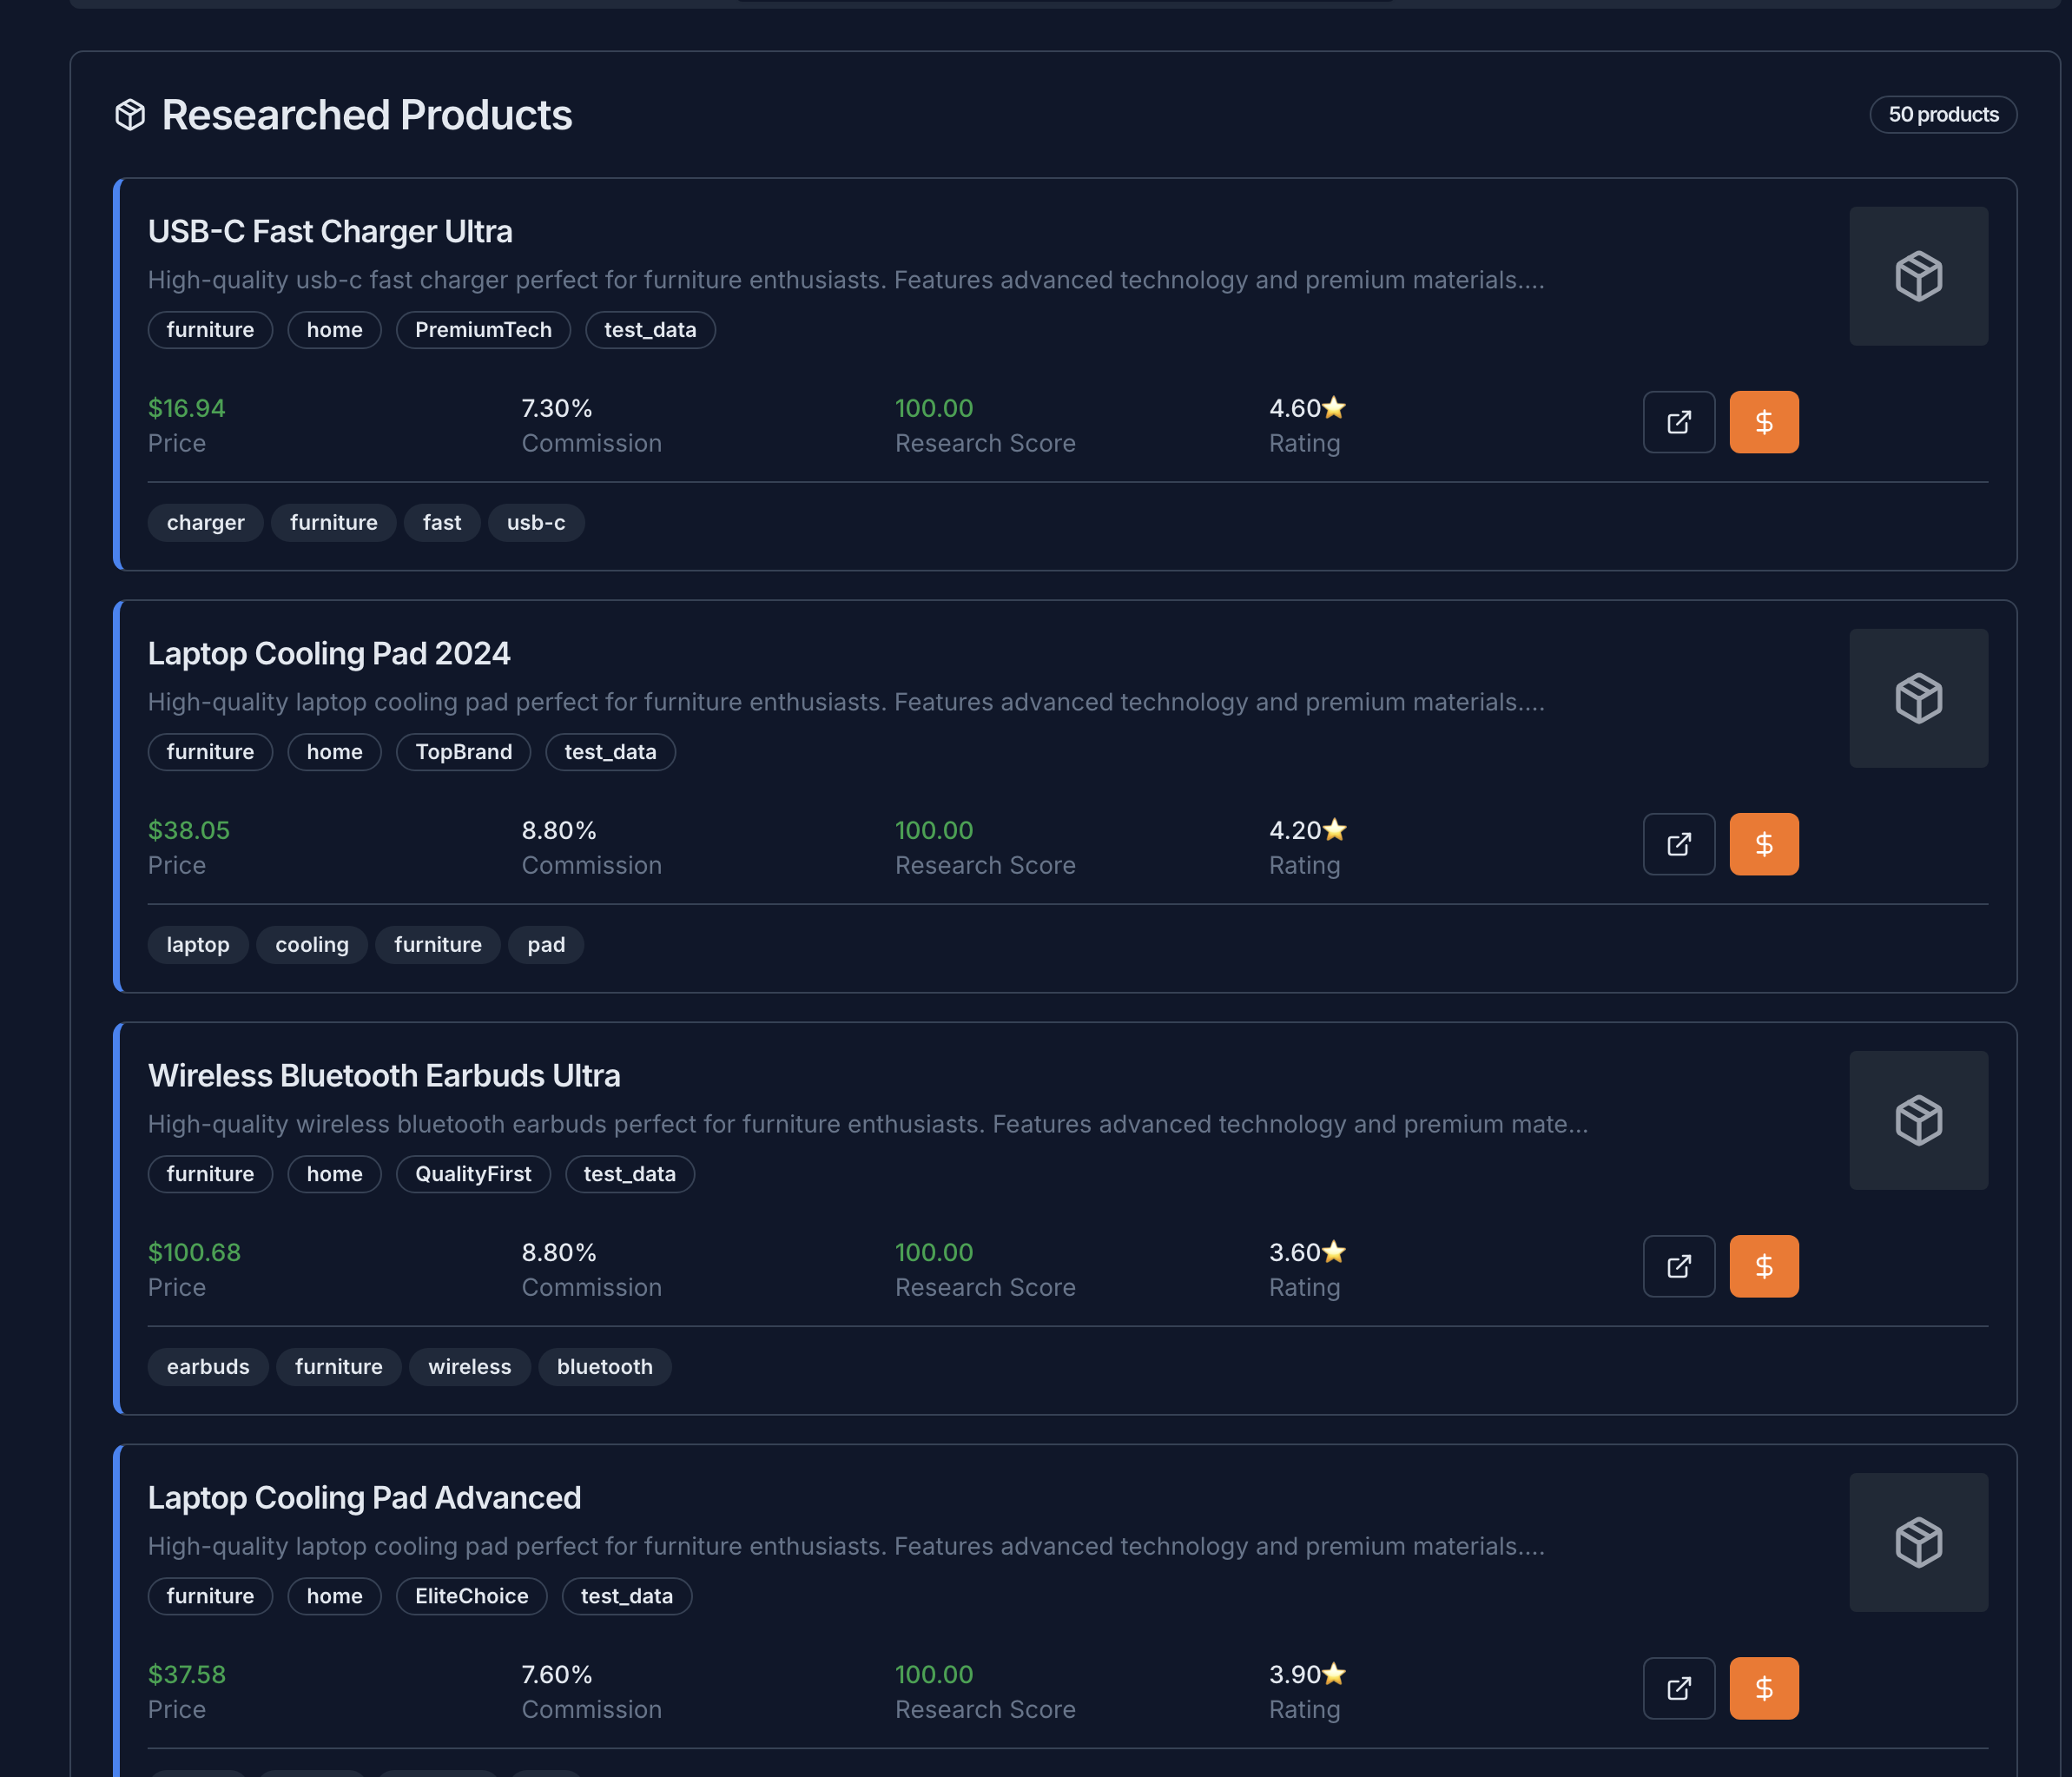 Researched Products
50 products
USB-C Fast Charger Ultra
High-quality usb-c fast charger perfect for furniture enthusiasts. Features advanced technology and premium materials....
furniture home PremiumTech test_data
$16.94 7.30% 100.00 4.60⭐ $
Price Commission Research Score Rating
charger furniture fast usb-c
Laptop Cooling Pad 2024
High-quality laptop cooling pad perfect for furniture enthusiasts. Features advanced technology and premium materials....
furniture home TopBrand test_data
$38.05 8.80% 100.00 4.20⭐ $
Price Commission Research Score Rating
laptop cooling furniture pad
Wireless Bluetooth Earbuds Ultra
High-quality wireless bluetooth earbuds perfect for furniture enthusiasts. Features advanced technology and premium mate...
furniture home QualityFirst test_data
$100.68 8.80% 100.00 3.60⭐ $
Price Commission Research Score Rating
earbuds furniture wireless bluetooth
Laptop Cooling Pad Advanced
High-quality laptop cooling pad perfect for furniture enthusiasts. Features advanced technology and premium materials....
furniture home EliteChoice test_data
$37.58 7.60% 100.00 3.90⭐ $
Price Commission Research Score Rating